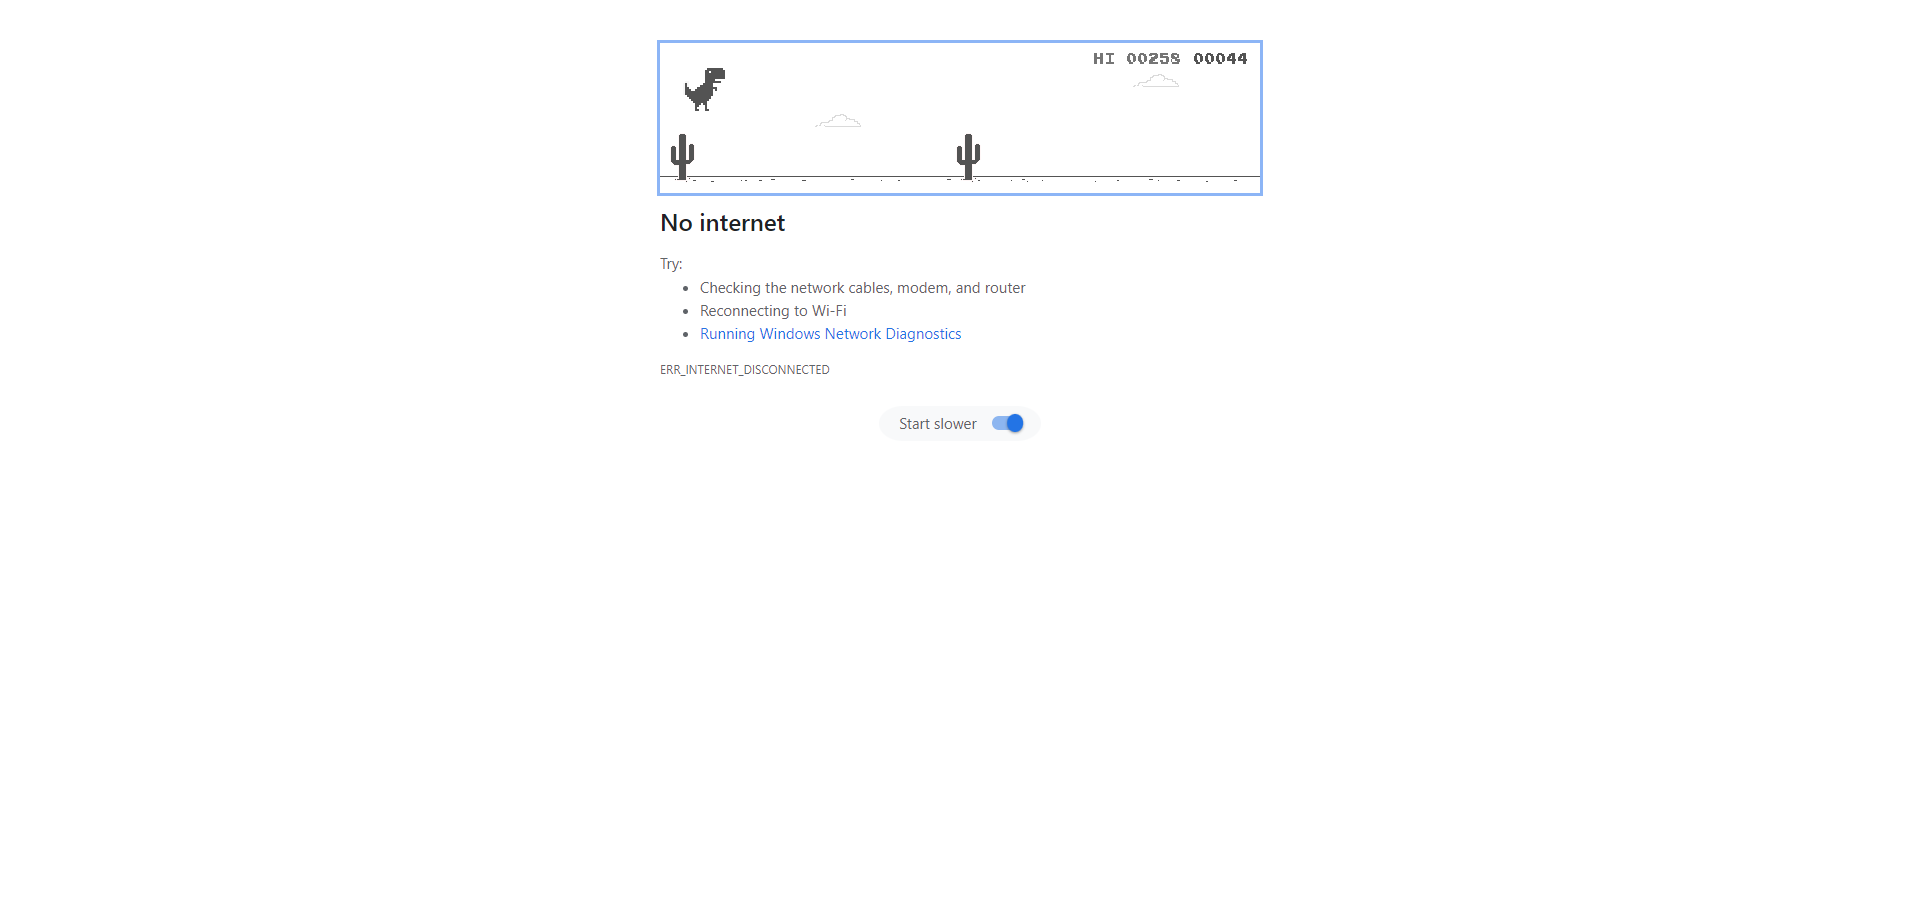 HI 00258 00044
No internet
Try:
Checking the network cables, modem, and router
Reconnecting to Wi-Fi
Running Windows Network Diagnostics
ERR_INTERNET_DISCONNECTED
Start slower